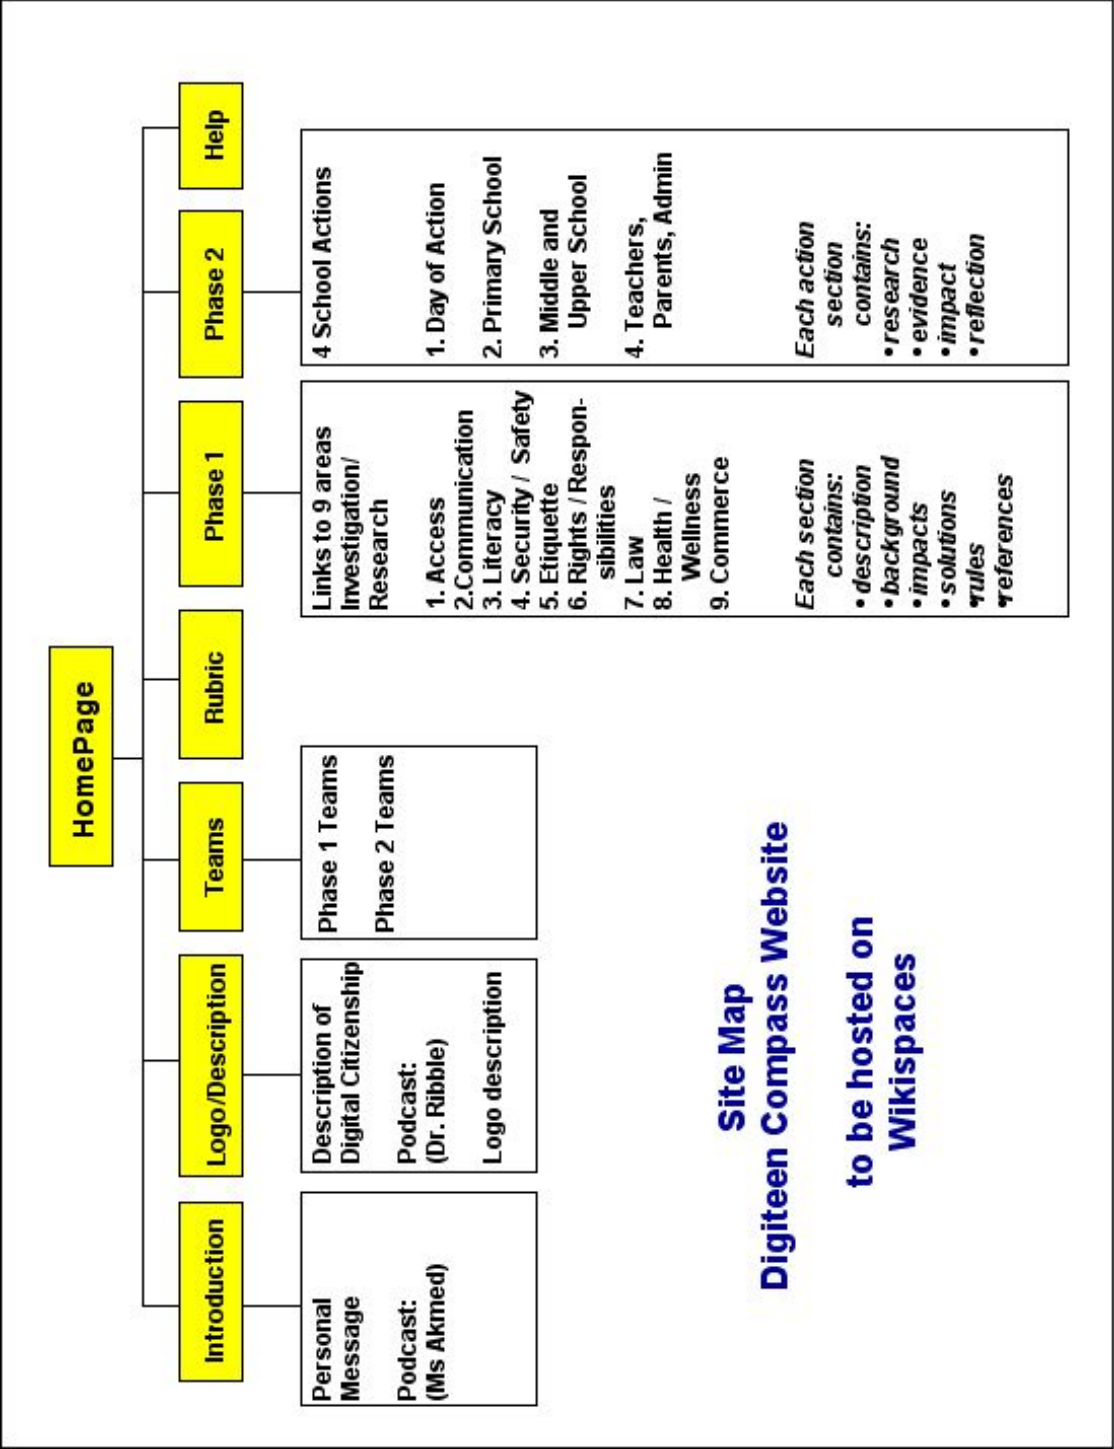 HomePage
Introduction
Logo/Description
Teams
Rubric
Phase 1
Phase 2
Help
Personal
Message
Podcast:
(Ms Akmed)
Description of
Digital Citizenship
Podcast:
(Dr. Ribble)
Logo description
Phase 1 Teams
Phase 2 Teams
Links to 9 areas
Investigation/
Research
1. Access
2.Communication
3. Literacy
4. Security / Safety
5. Etiquette
6. Rights / Respon-
sibilities
7. Law
8. Health /
Wellness
9. Commerce
Each section
contains:
•description
•background
•impacts
•solutions
•rules
•references
4 School Actions
1. Day of Action
2. Primary School
3. Middle and
Upper School
4. Teachers,
Parents, Admin
Each action
section
contains:
•research
•evidence
•impact
•reflection
Site Map
Digiteen Compass Website
to be hosted on
Wikispaces